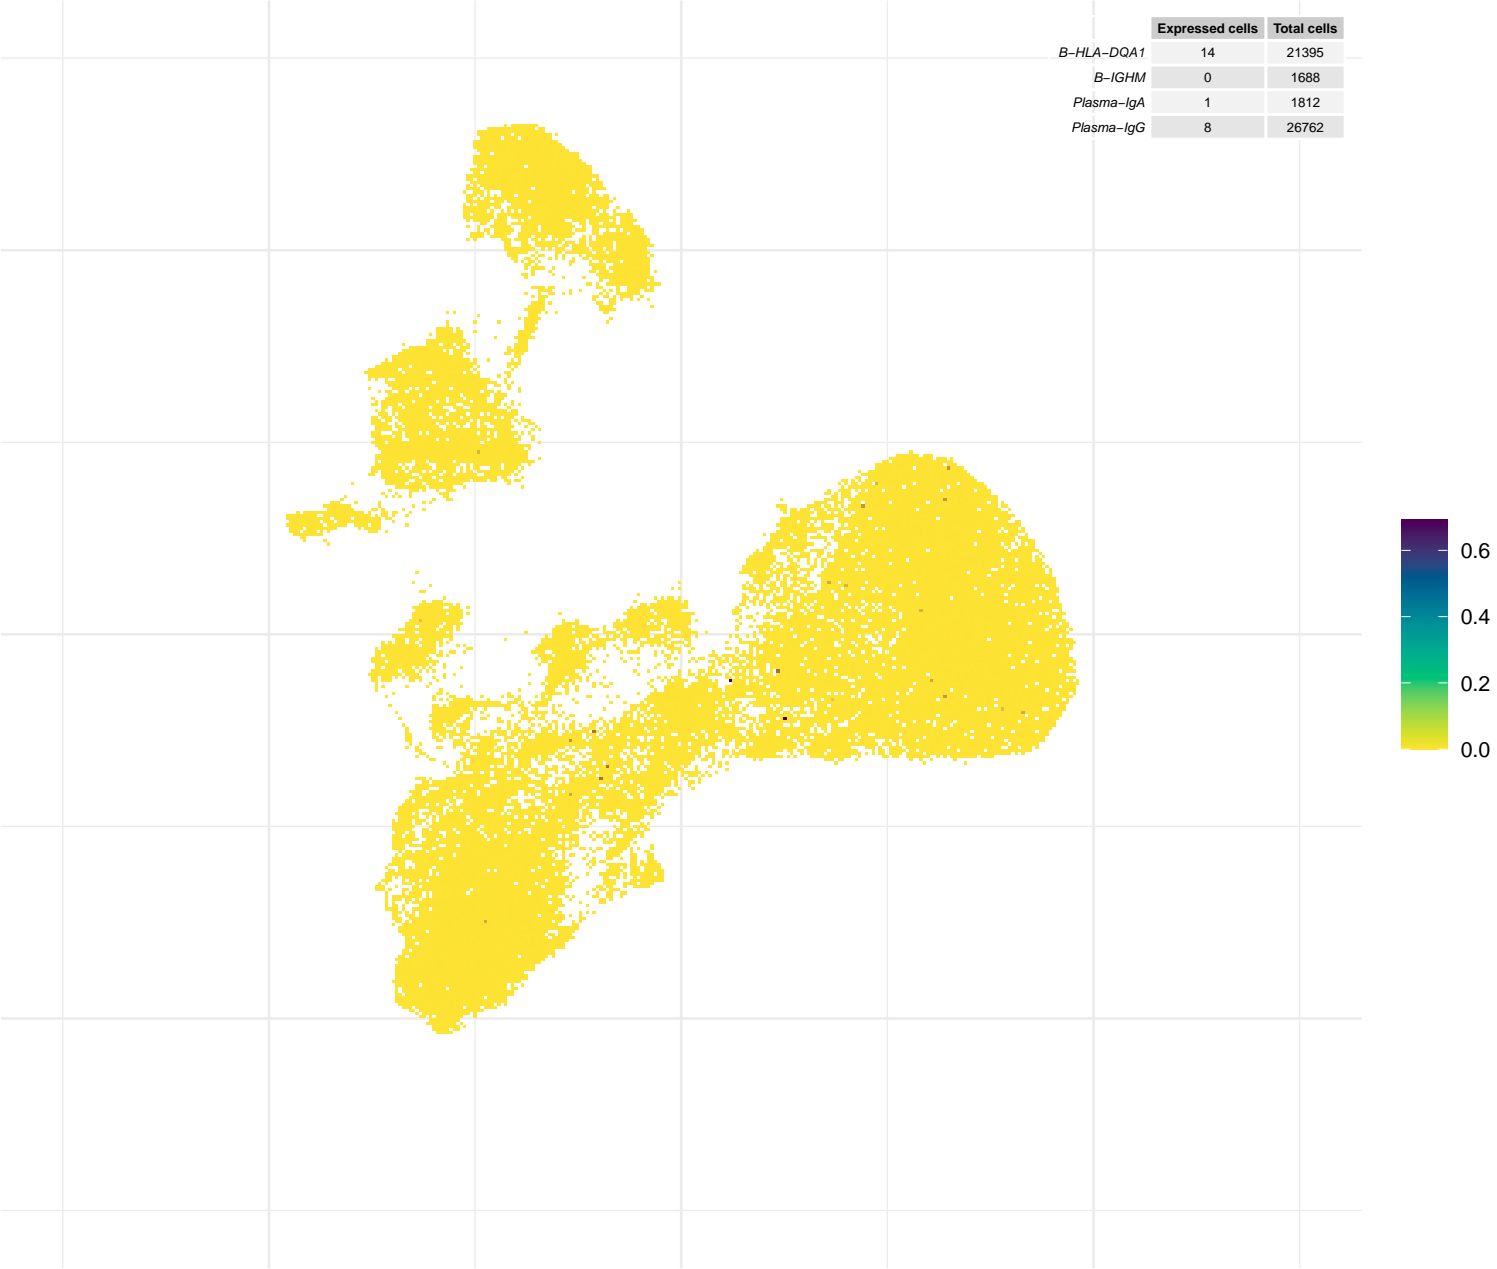 Expressed cells Total cells
B−HLA−DQA1 14 21395
B−IGHM 0 1688
Plasma−IgA 1 1812
Plasma−IgG 8 26762
0.6
0.4
0.2
0.0